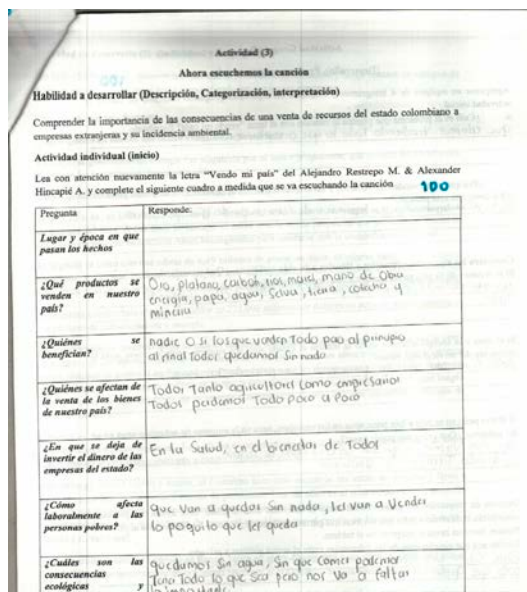 Actividad (3)
Ahora escuchemos la canción
Habilidad a desarrollar (Descripción, Categorización, interpretación)
Comprender la importancia de las consecuencias de una venta de recursos del estado colombiano a
empresas extranjeras y su incidencia ambiental.
Actividad individual (inicio)
Lea con atención nuevamente la letra "Vendo mi país" del Alejandro Restrepo M. & Alexander
Hincapié A. y complete el siguiente cuadro a medida que se va escuchando la canción 100
Pregunta Responde:
Lugar y época en que
pasan los hechos
¿Qué productos se
venden en nuestro
país?
Oro, platano, carbon, rios, maiz, mano de Obra
energia, papa, agua, Selva, tierra, y
mineria
¿Quiénes se
benefician?
nadie O si los que venden Todo pao al principio
al final Todos quedamos Sin nada
¿Quiénes se afectan de
la venta de los bienes
de nuestro país?
Todos Tanto agricultores como empresarios
Todos perdemos Todo poco a poco
¿En que se deja de
invertir el dinero de las
empresas del estado?
En la Salud, en el bienestar de Todos
¿Cómo afecta
laboralmente a las
personas pobres?
que Van a quedar Sin nada, les van a Vender
lo poquito que les queda
¿Cuáles son las
consecuencias
ecológicas y
quedamos Sin agua, Sin que Comer podemos
Todo lo que Sea pero nos va a faltar
lo importante